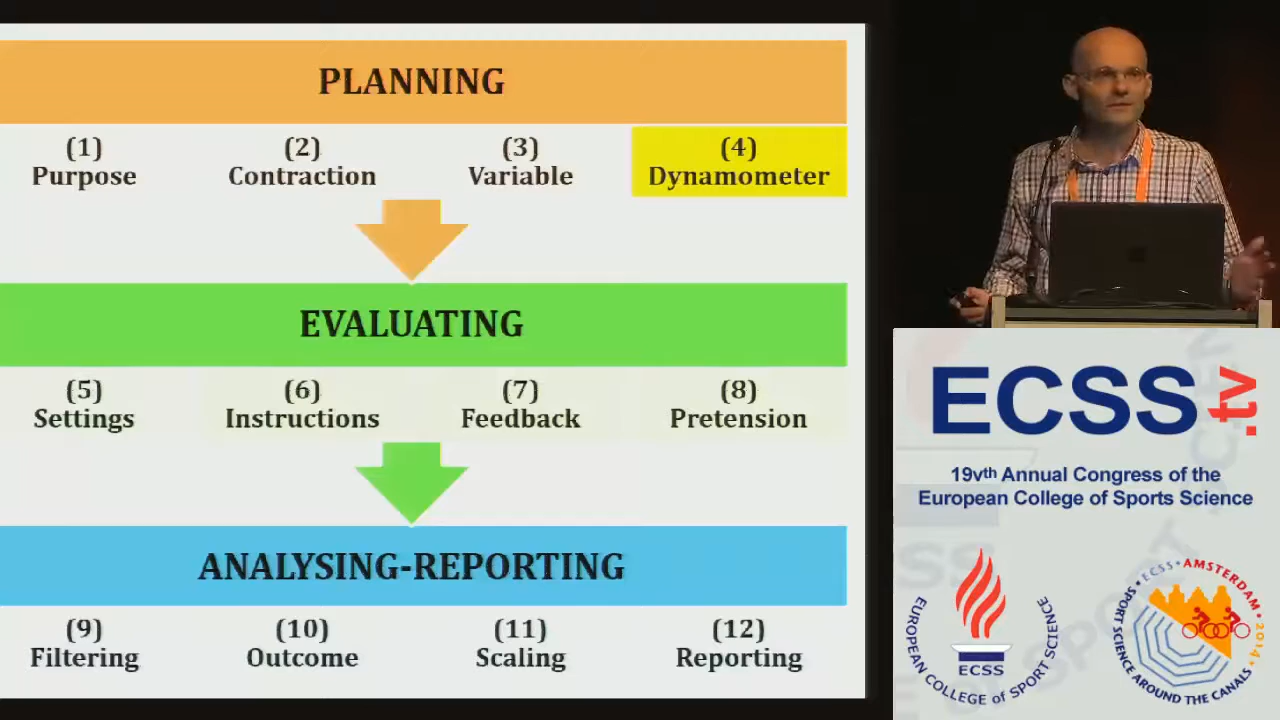 PLANNING
(1)
Purpose
(2)
Contraction
(3)
Variable
(4)
Dynamometer
EVALUATING
(5)
Settings
(6)
Instructions
(7)
Feedback
(8)
Pretension
ANALYSING-REPORTING
(9)
Filtering
(10)
Outcome
(11)
Scaling
(12)
Reporting
ECSS.tv
19vth Annual Congress of the
European College of Sports Science
EUROPEAN COLLEGE OF SPORT SCIENCE
ECSS
ECSS • AMSTERDAM • 2014 •
SPORT SCIENCE AROUND THE CANALS